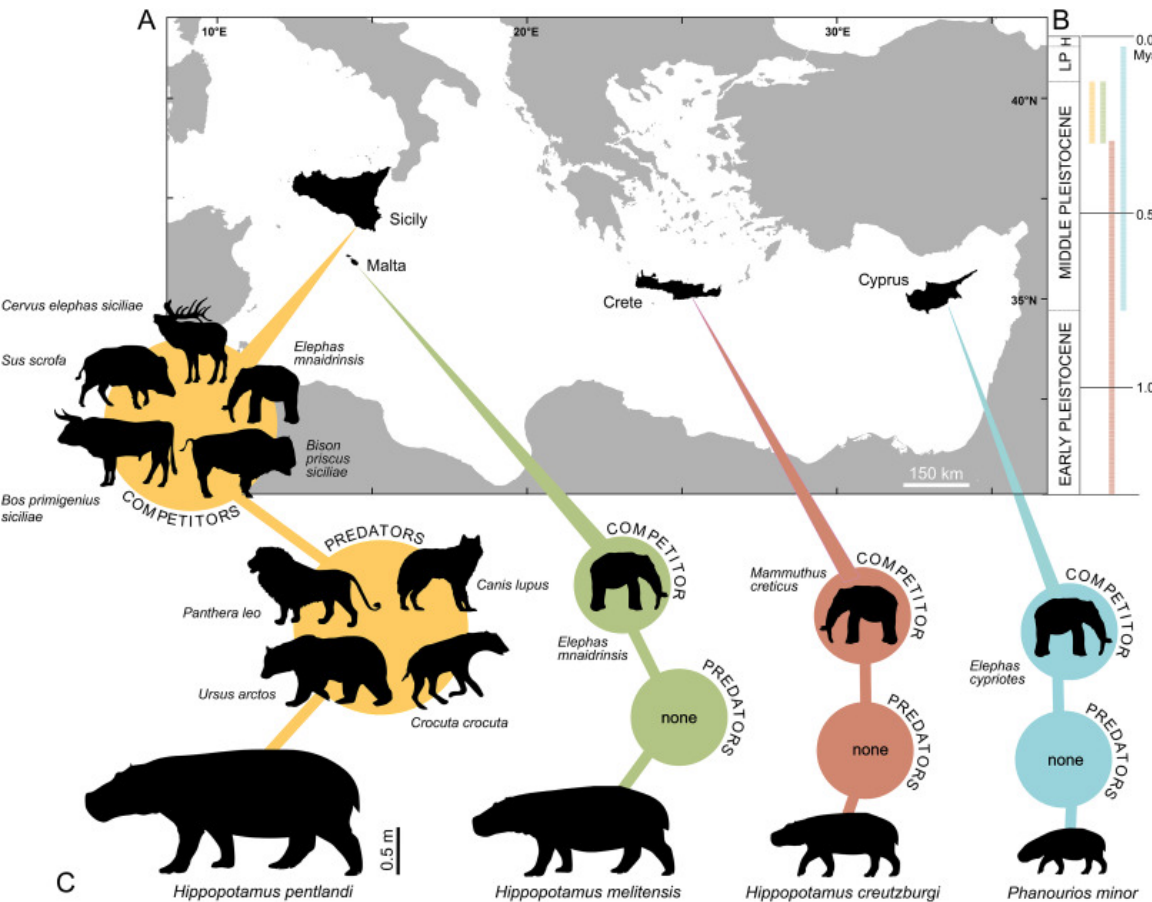 A
10°E
20°E
30°E
B
H
LP
MIDDLE PLEISTOCENE
EARLY PLEISTOCENE
0.0
Mya
0.5
1.0
40°N
35°N
Sicily
Malta
Crete
Cyprus
150 km
Cervus elephas siciliae
Sus scrofa
Elephas
mnaidrinsis
Bison
priscus
siciliae
Bos primigenius
siciliae
COMPETITORS
PREDATORS
Panthera leo
Canis lupus
Ursus arctos
Crocuta crocuta
COMPETITOR
Elephas
mnaidrinsis
PREDATORS
none
Mammuthus
creticus
COMPETITOR
PREDATORS
none
COMPETITOR
Elephas
cypriotes
PREDATORS
none
0.5 m
C
Hippopotamus pentlandi
Hippopotamus melitensis
Hippopotamus creutzburgi
Phanourios minor